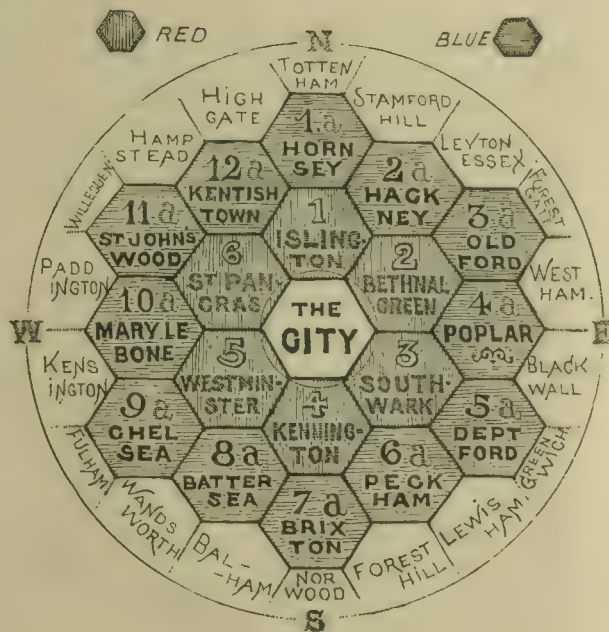 RED
BLUE
N
TOTTEN
HAM
HIGH
GATE
STAMFORD
HILL
HAMP
STEAD
LEYTON
ESSEX
WILLESDEN
FOREST
GATE
1a
HORN
SEY
12a
KENTISH
TOWN
2a
HACK
NEY
11a
ST JOHN'S
WOOD
1
ISLING-
TON
3a
OLD
FORD
PADD
INGTON
6
ST PAN-
CRAS
2
BETHNAL
GREEN
WEST
HAM.
10a
MARYLE
BONE
THE
CITY
4a
POPLAR
W
E
KENS
INGTON
5
WESTMIN-
STER
3
SOUTH-
WARK
BLACK
WALL
9a
CHEL
SEA
4
KENNING-
TON
5a
DEPT
FORD
FULHAM
8a
BATTER
SEA
6a
PECK
HAM
GREEN
WICH
WANDS
WORTH
7a
BRIX
TON
LEWIS
HAM.
BAL-
-HAM
NOR
WOOD
FOREST
HILL
S